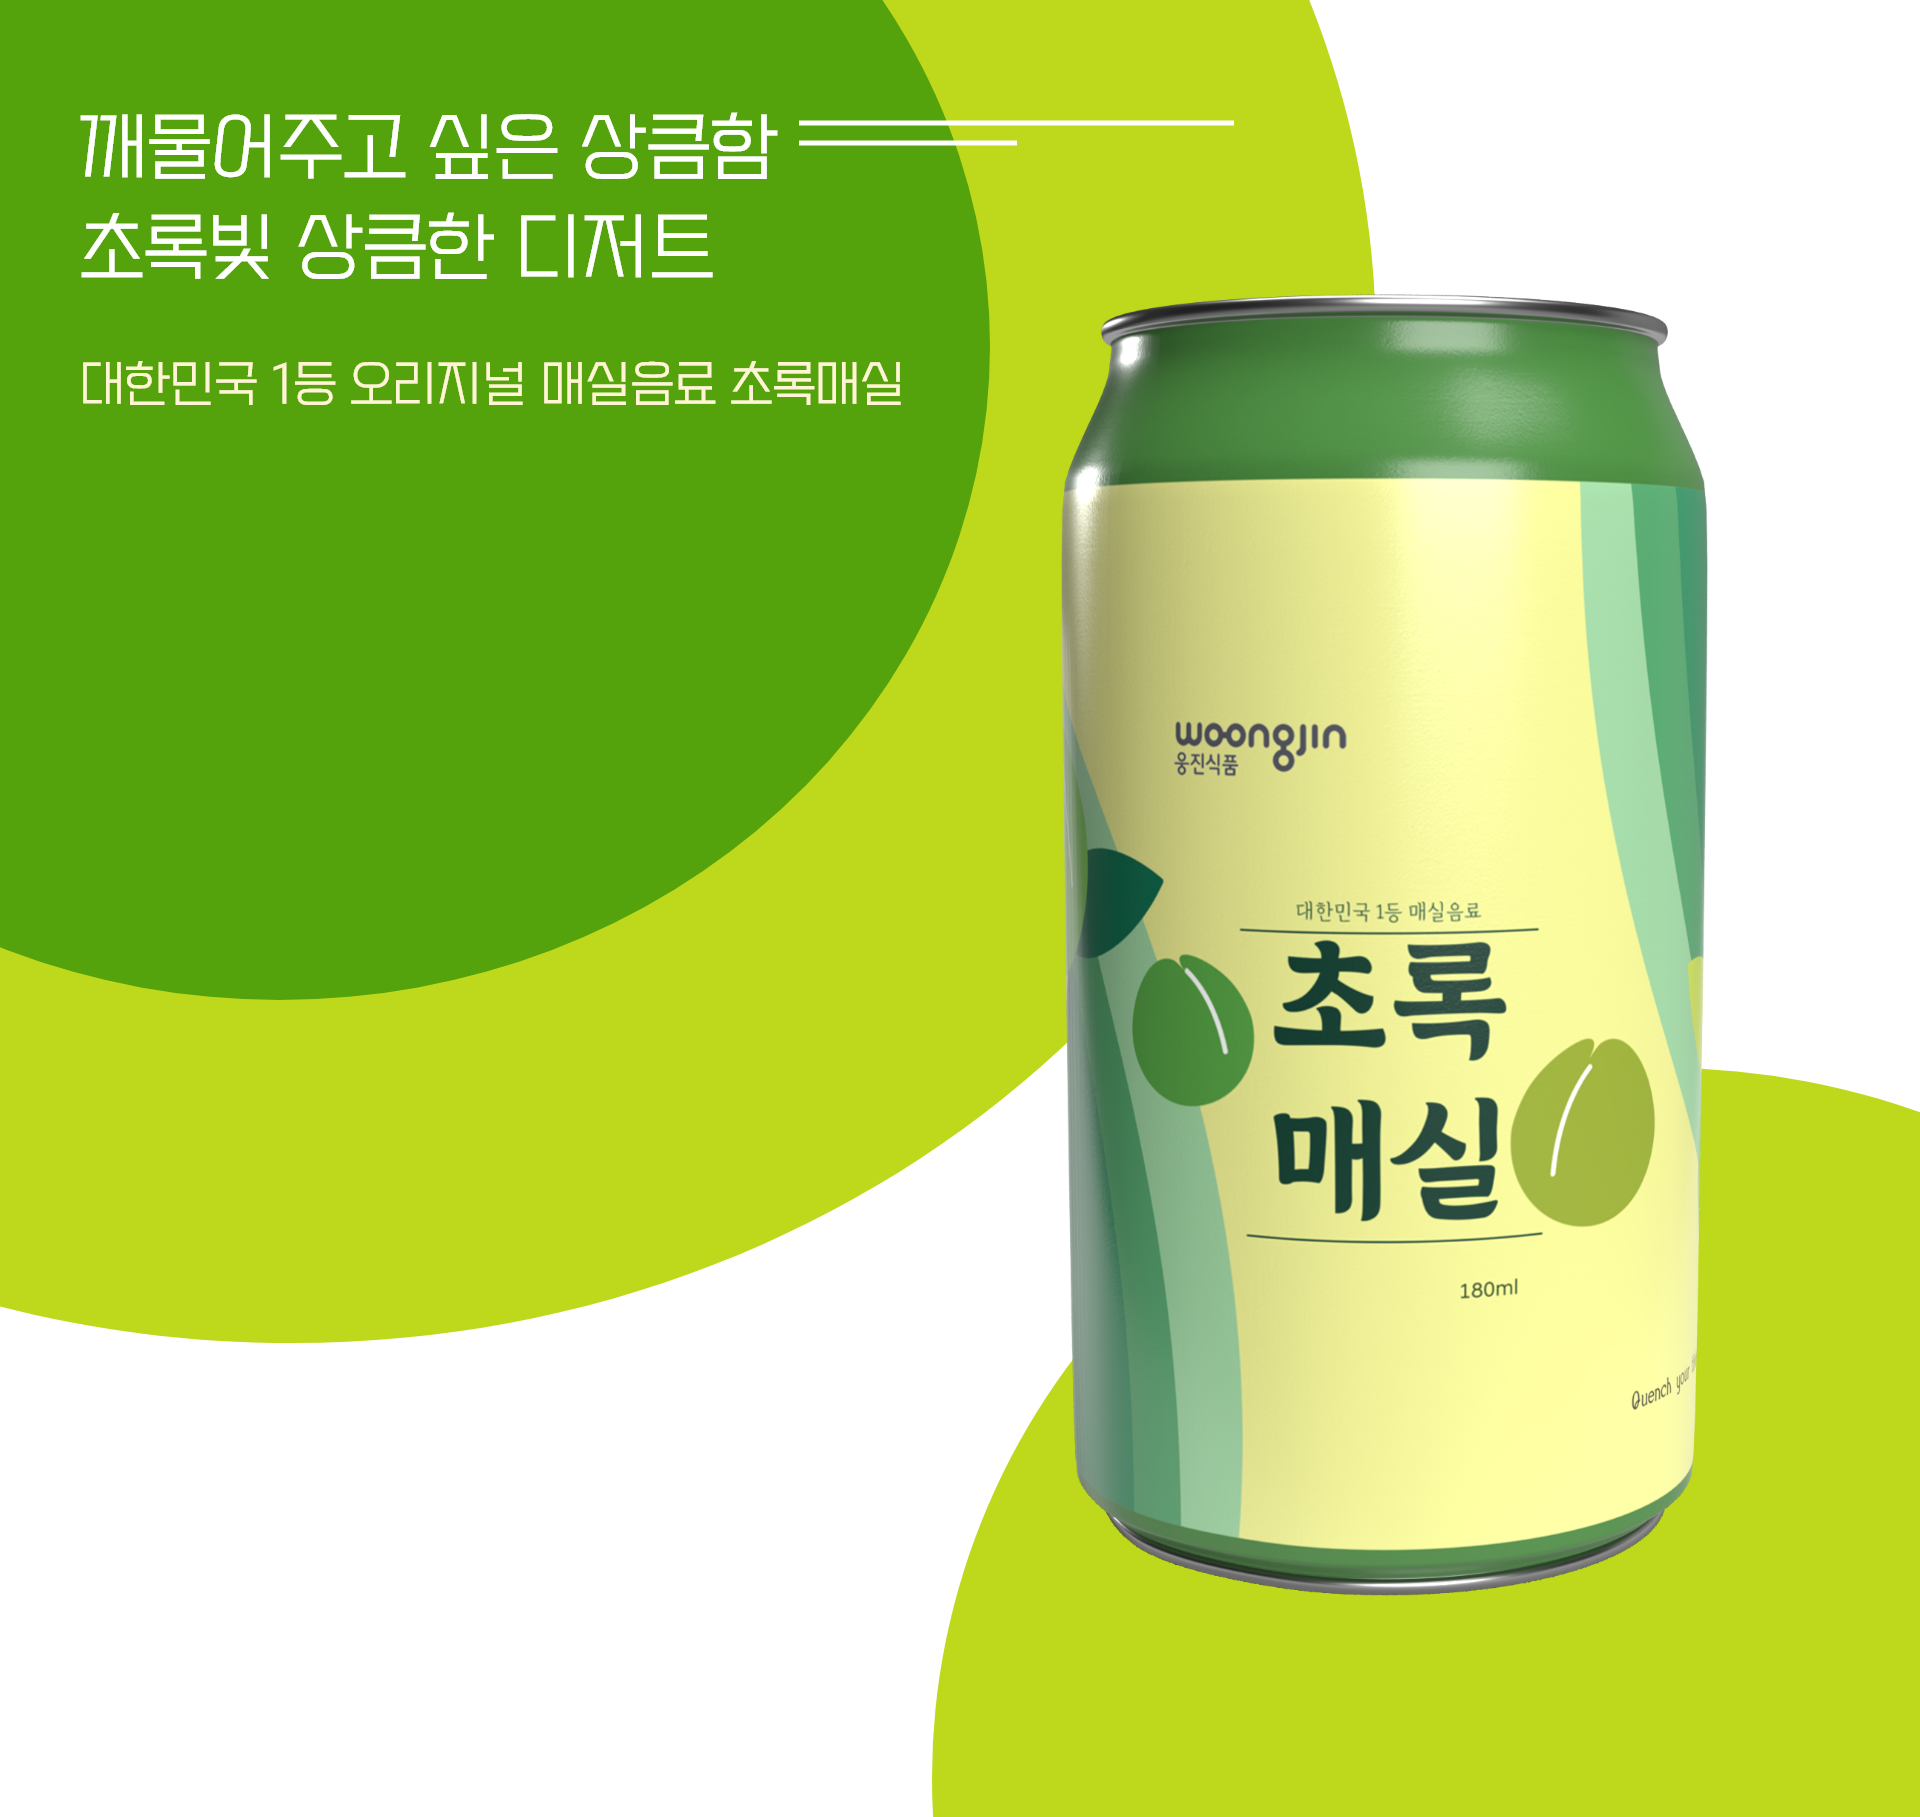 깨물어주고 싶은 상큼함
초록빛 상큼한 디저트
대한민국 1등 오리지널 매실음료 초록매실
woongjin
웅진식품
대한민국 1등 매실음료
초록
매실
180ml
Quench your